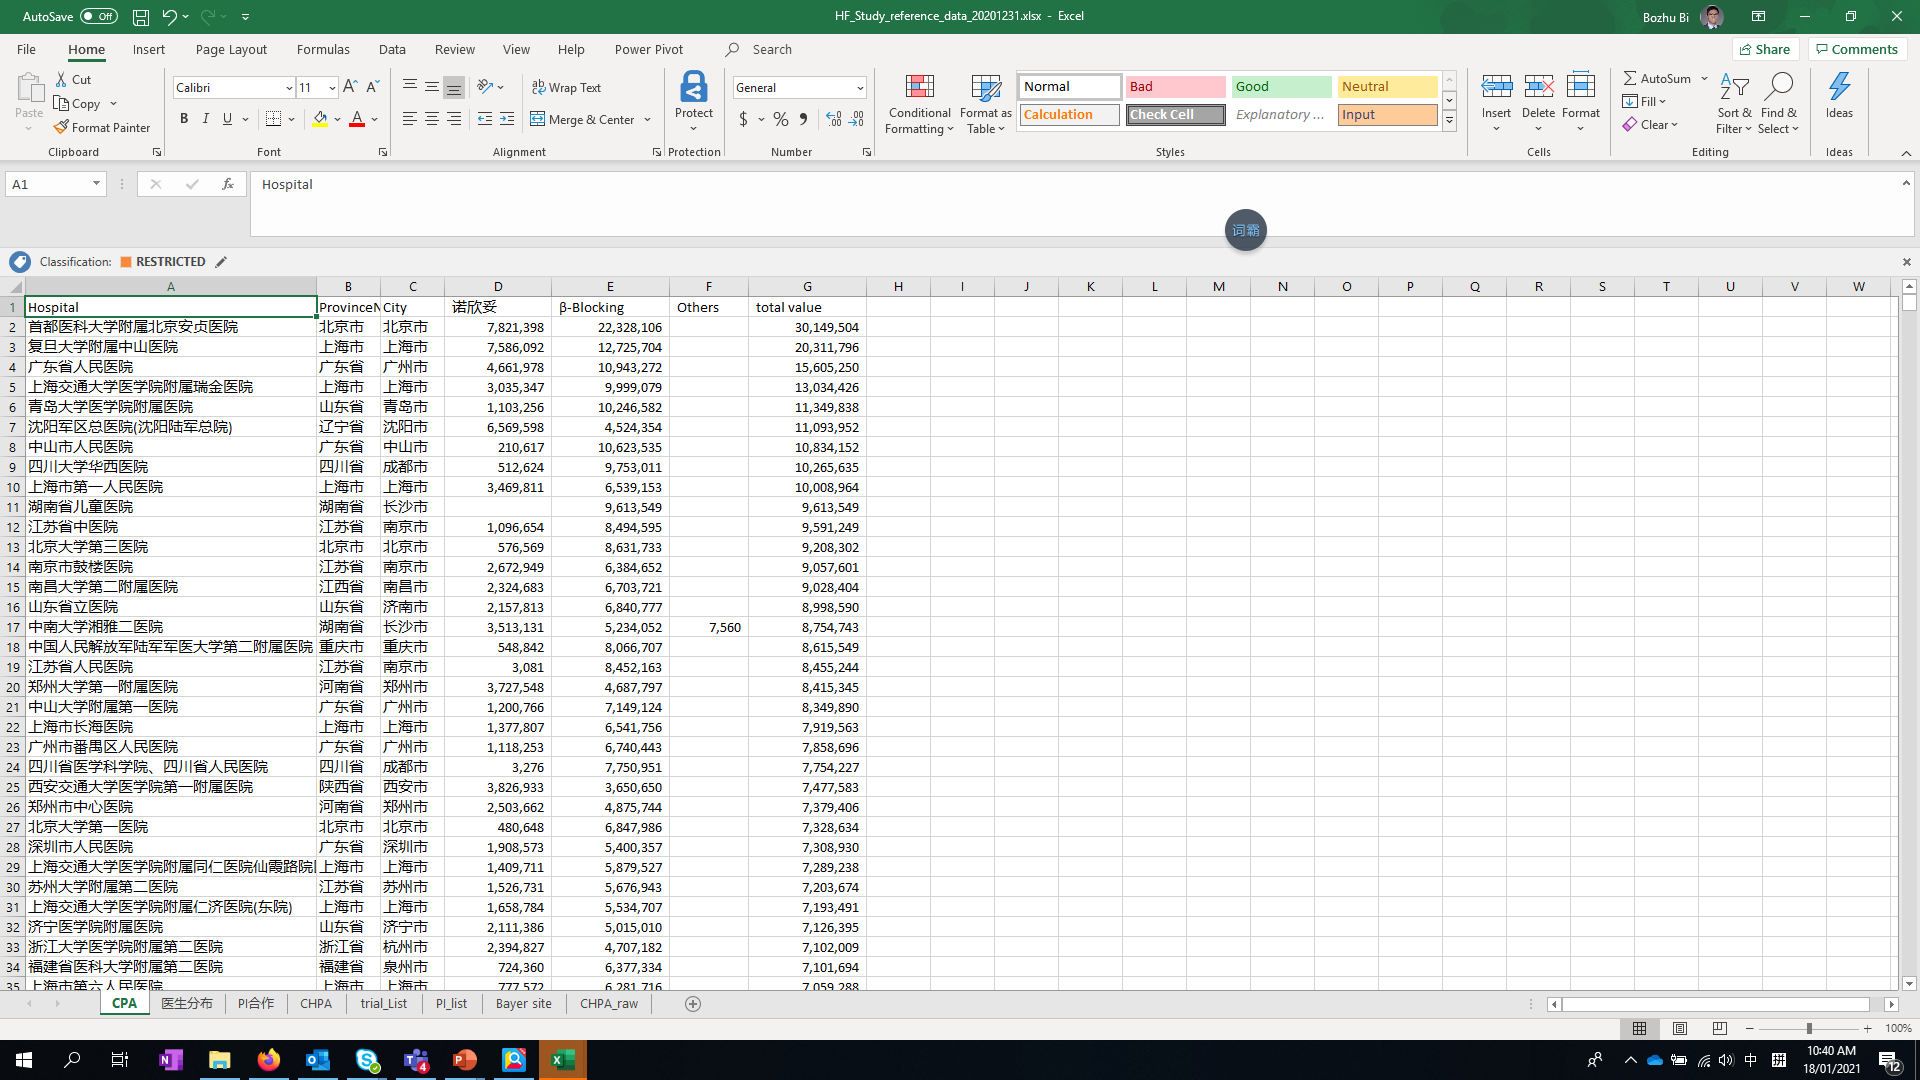 AutoSave Off HF_Study_reference_data_20201231.xlsx - Excel Bozhu Bi
File Home Insert Page Layout Formulas Data Review View Help Power Pivot Search Share Comments
Paste Cut Copy Format Painter Clipboard
Calibri 11 B I U Font
Wrap Text Merge & Center Alignment
Protect Protection
General $ % Number
Conditional Formatting Format as Table Normal Bad Good Neutral Calculation Check Cell Explanatory ... Input Styles
Insert Delete Format Cells
AutoSum Fill Clear Sort & Filter Find & Select Editing
Ideas Ideas
A1 fx Hospital
词霸
Classification: RESTRICTED
A B C D E F G H I J K L M N O P Q R S T U V W
1 Hospital ProvinceN City 诺欣妥 β-Blocking Others total value
2 首都医科大学附属北京安贞医院 北京市 北京市 7,821,398 22,328,106 30,149,504
3 复旦大学附属中山医院 上海市 上海市 7,586,092 12,725,704 20,311,796
4 广东省人民医院 广东省 广州市 4,661,978 10,943,272 15,605,250
5 上海交通大学医学院附属瑞金医院 上海市 上海市 3,035,347 9,999,079 13,034,426
6 青岛大学医学院附属医院 山东省 青岛市 1,103,256 10,246,582 11,349,838
7 沈阳军区总医院(沈阳陆军总院) 辽宁省 沈阳市 6,569,598 4,524,354 11,093,952
8 中山市人民医院 广东省 中山市 210,617 10,623,535 10,834,152
9 四川大学华西医院 四川省 成都市 512,624 9,753,011 10,265,635
10 上海市第一人民医院 上海市 上海市 3,469,811 6,539,153 10,008,964
11 湖南省儿童医院 湖南省 长沙市 9,613,549 9,613,549
12 江苏省中医院 江苏省 南京市 1,096,654 8,494,595 9,591,249
13 北京大学第三医院 北京市 北京市 576,569 8,631,733 9,208,302
14 南京市鼓楼医院 江苏省 南京市 2,672,949 6,384,652 9,057,601
15 南昌大学第二附属医院 江西省 南昌市 2,324,683 6,703,721 9,028,404
16 山东省立医院 山东省 济南市 2,157,813 6,840,777 8,998,590
17 中南大学湘雅二医院 湖南省 长沙市 3,513,131 5,234,052 7,560 8,754,743
18 中国人民解放军陆军军医大学第二附属医院 重庆市 重庆市 548,842 8,066,707 8,615,549
19 江苏省人民医院 江苏省 南京市 3,081 8,452,163 8,455,244
20 郑州大学第一附属医院 河南省 郑州市 3,727,548 4,687,797 8,415,345
21 中山大学附属第一医院 广东省 广州市 1,200,766 7,149,124 8,349,890
22 上海市长海医院 上海市 上海市 1,377,807 6,541,756 7,919,563
23 广州市番禺区人民医院 广东省 广州市 1,118,253 6,740,443 7,858,696
24 四川省医学科学院、四川省人民医院 四川省 成都市 3,276 7,750,951 7,754,227
25 西安交通大学医学院第一附属医院 陕西省 西安市 3,826,933 3,650,650 7,477,583
26 郑州市中心医院 河南省 郑州市 2,503,662 4,875,744 7,379,406
27 北京大学第一医院 北京市 北京市 480,648 6,847,986 7,328,634
28 深圳市人民医院 广东省 深圳市 1,908,573 5,400,357 7,308,930
29 上海交通大学医学院附属同仁医院仙霞路院 上海市 上海市 1,409,711 5,879,527 7,289,238
30 苏州大学附属第二医院 江苏省 苏州市 1,526,731 5,676,943 7,203,674
31 上海交通大学医学院附属仁济医院(东院) 上海市 上海市 1,658,784 5,534,707 7,193,491
32 济宁医学院附属医院 山东省 济宁市 2,111,386 5,015,010 7,126,395
33 浙江大学医学院附属第二医院 浙江省 杭州市 2,394,827 4,707,182 7,102,009
34 福建省医科大学附属第二医院 福建省 泉州市 724,360 6,377,334 7,101,694
35 上海市第六人民医院 上海市 上海市 777,572 6,281,716 7,059,288
CPA 医生分布 PI合作 CHPA trial_List PI_list Bayer site CHPA_raw
100%
中 10:40 AM
18/01/2021 4 12